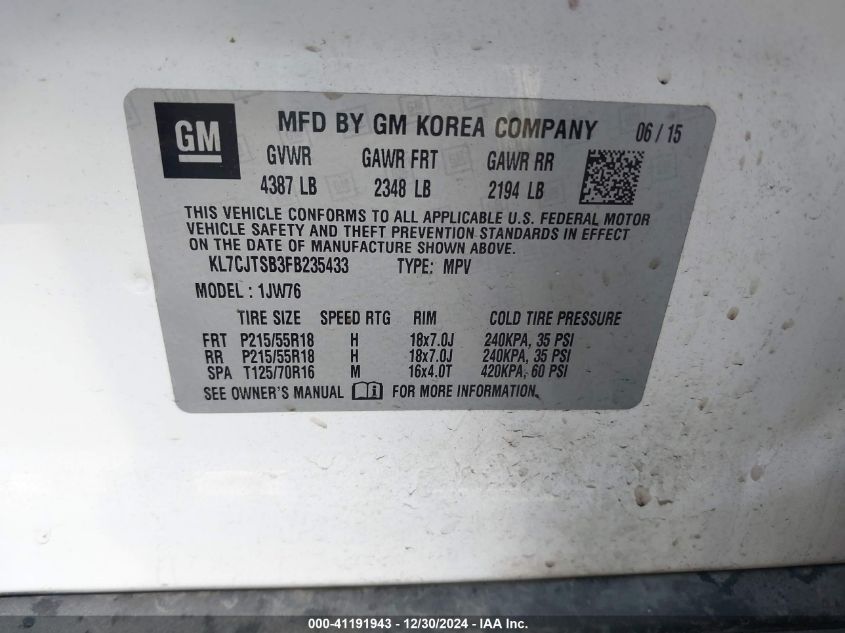 GM MFD BY GM KOREA COMPANY 06 / 15
GVWR GAWR FRT GAWR RR
4387 LB 2348 LB 2194 LB
THIS VEHICLE CONFORMS TO ALL APPLICABLE U.S. FEDERAL MOTOR
VEHICLE SAFETY AND THEFT PREVENTION STANDARDS IN EFFECT
ON THE DATE OF MANUFACTURE SHOWN ABOVE.
KL7CJTSB3FB235433 TYPE: MPV
MODEL : 1JW76
TIRE SIZE SPEED RTG RIM COLD TIRE PRESSURE
FRT P215/55R18 H 18x7.0J 240KPA, 35 PSI
RR P215/55R18 H 18x7.0J 240KPA, 35 PSI
SPA T125/70R16 M 16x4.0T 420KPA, 60 PSI
SEE OWNER'S MANUAL i FOR MORE INFORMATION.
000-41191943 - 12/30/2024 - IAA Inc.